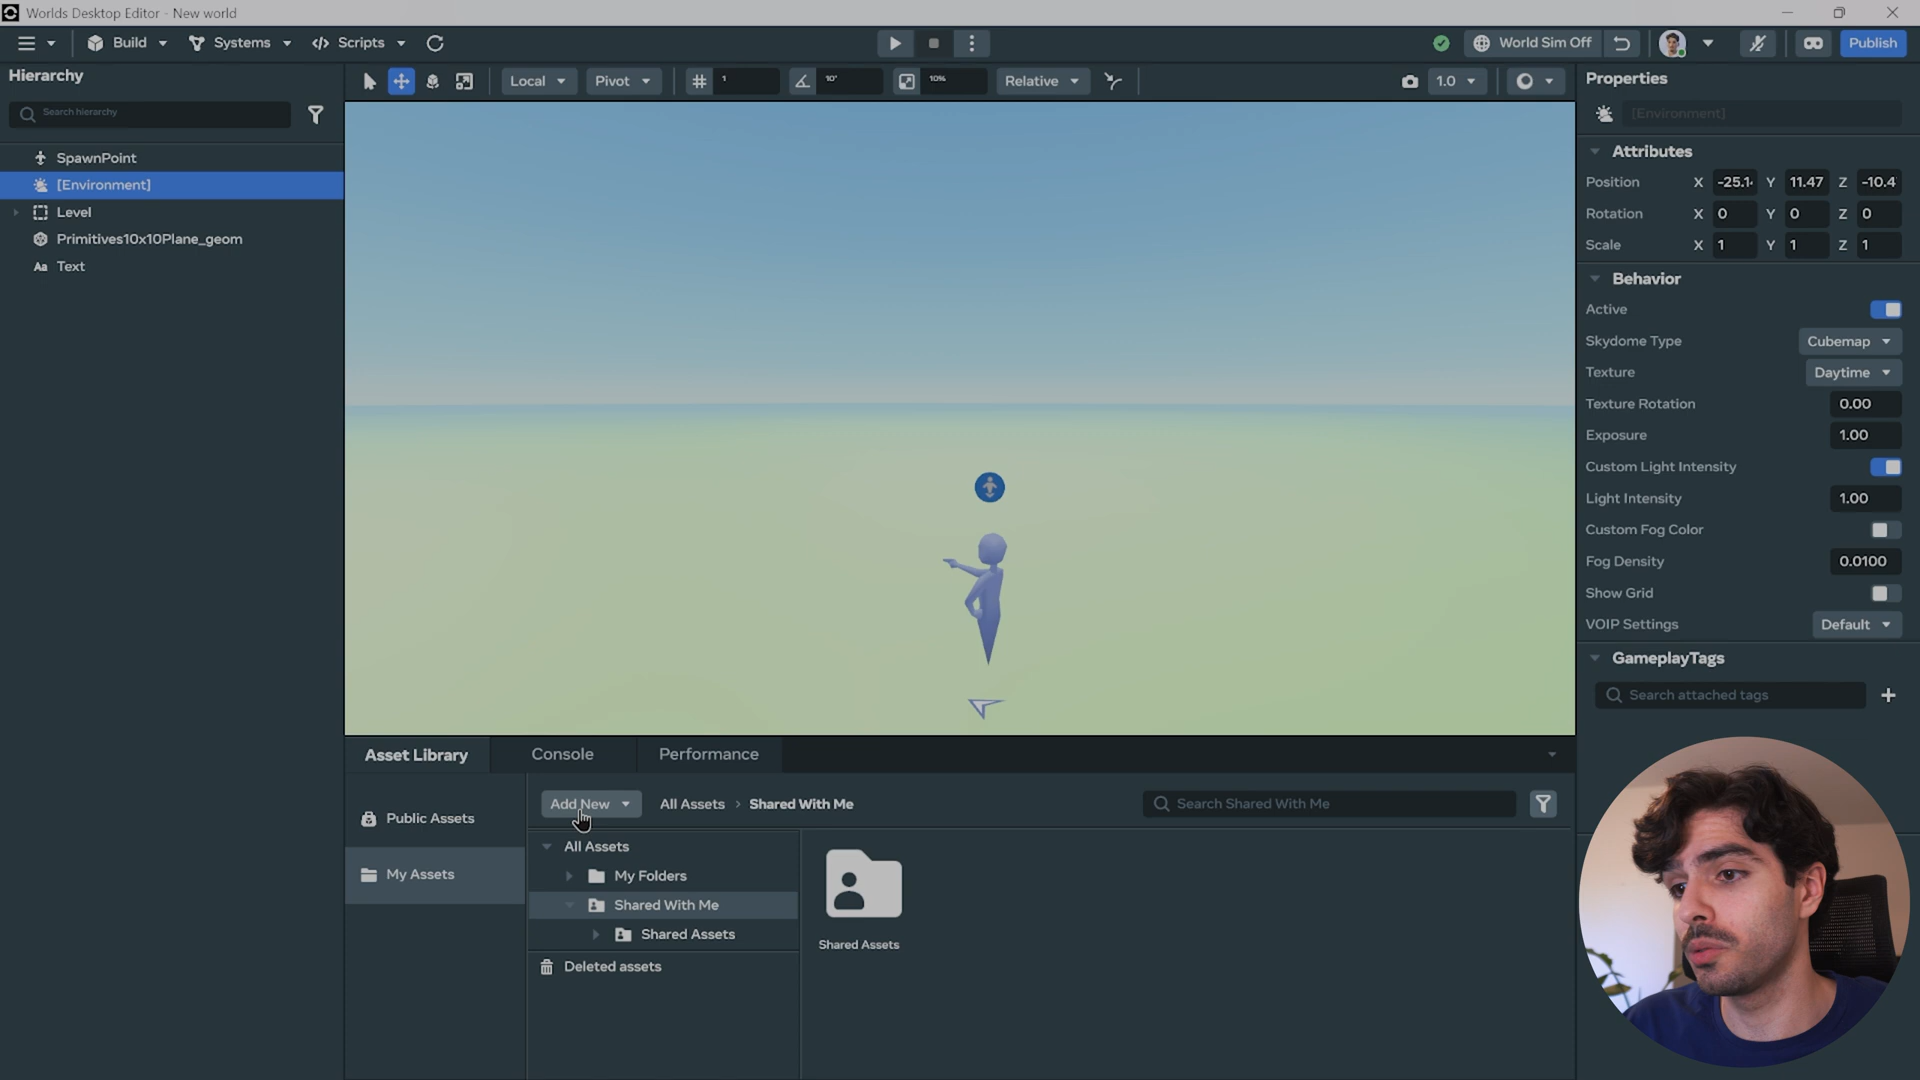 Worlds Desktop Editor - New world
Build
Systems
Scripts
World Sim Off
Publish
Hierarchy
Search hierarchy
SpawnPoint
[Environment]
Level
Primitives10x10Plane_geom
Aa Text
Local
Pivot
1
10°
10%
Relative
1.0
Properties
[Environment]
Attributes
Position X -25.1 Y 11.47 Z -10.4
Rotation X 0 Y 0 Z 0
Scale X 1 Y 1 Z 1
Behavior
Active
Skydome Type Cubemap
Texture Daytime
Texture Rotation 0.00
Exposure 1.00
Custom Light Intensity
Light Intensity 1.00
Custom Fog Color
Fog Density 0.0100
Show Grid
VOIP Settings Default
GameplayTags
Search attached tags
Asset Library
Console
Performance
Public Assets
My Assets
Add New
All Assets > Shared With Me
Search Shared With Me
All Assets
My Folders
Shared With Me
Shared Assets
Deleted assets
Shared Assets